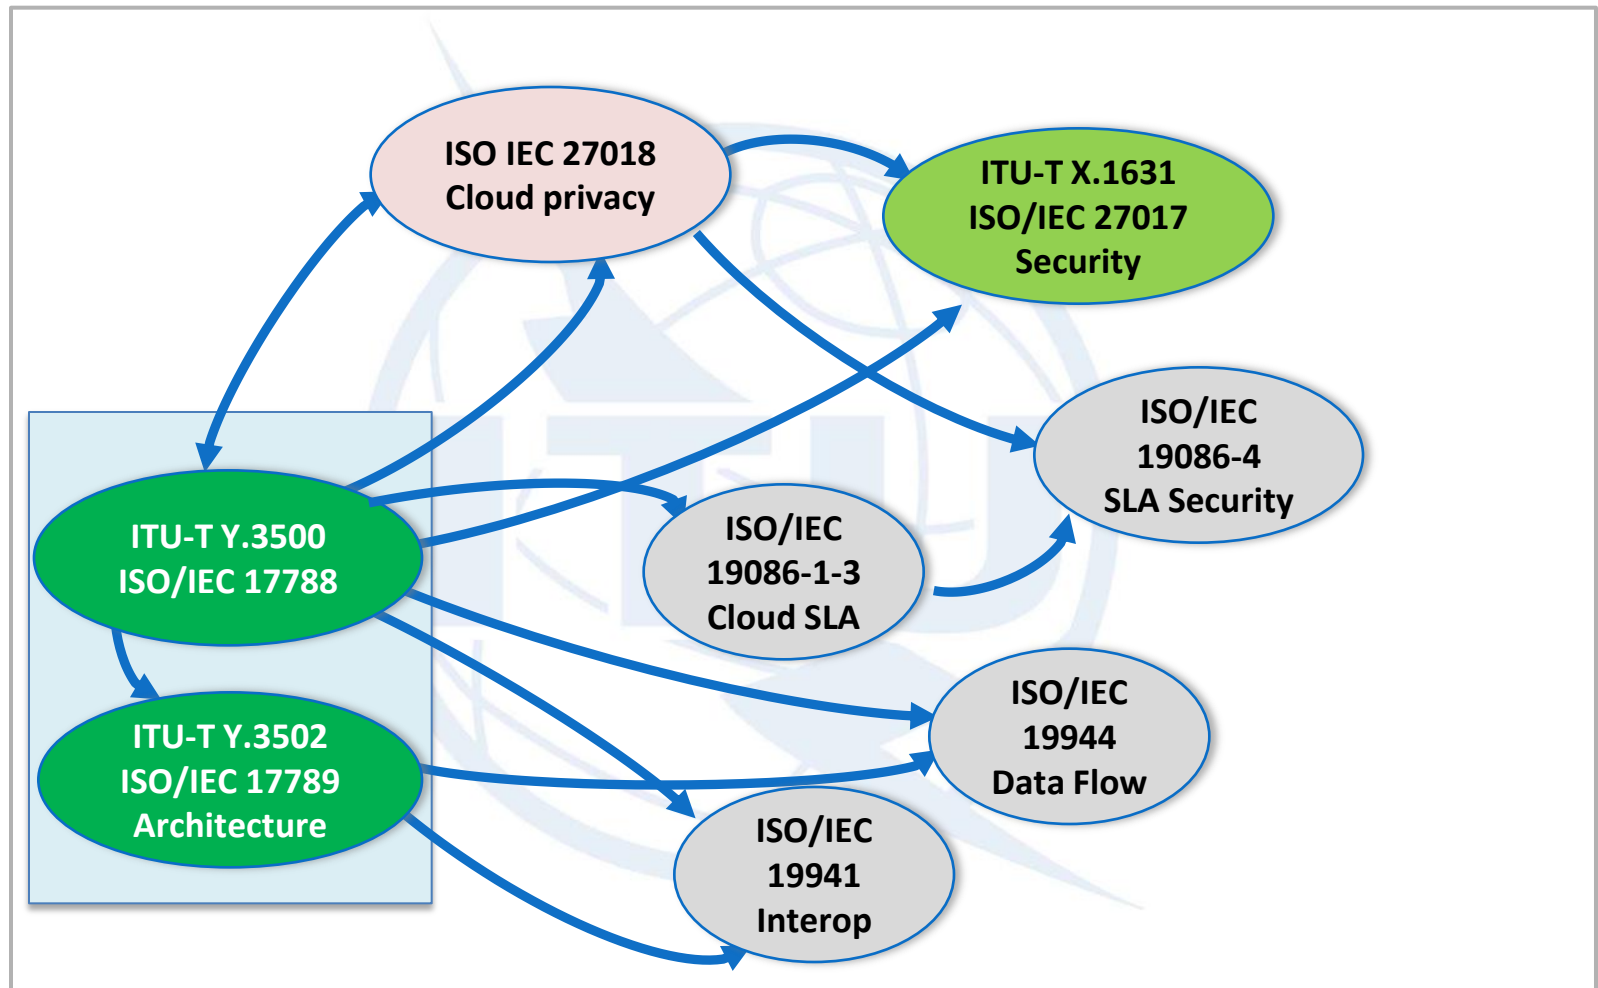 ISO IEC 27018
Cloud privacy
ITU-T X.1631
ISO/IEC 27017
Security
ISO/IEC
19086-4
SLA Security
ITU-T Y.3500
ISO/IEC 17788
ISO/IEC
19086-1-3
Cloud SLA
ITU-T Y.3502
ISO/IEC 17789
Architecture
ISO/IEC
19944
Data Flow
ISO/IEC
19941
Interop
ITU